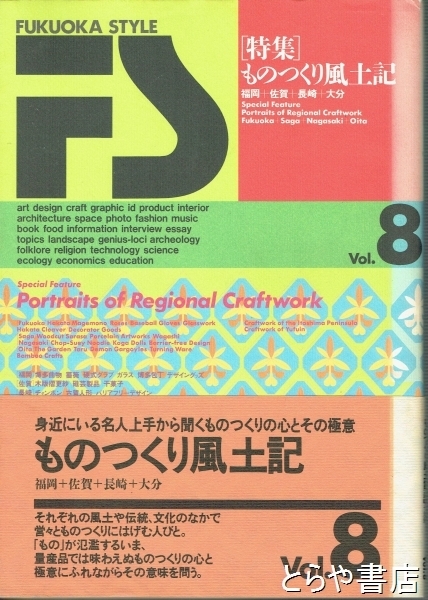 FUKUOKA STYLE
FS
[特集]
ものつくり風土記
福岡+佐賀+長崎+大分
Special Feature
Portraits of Regional Craftwork
Fukuoka+Saga+Nagasaki+Oita
art design craft graphic id product interior
architecture space photo fashion music
book food information interview essay
topics landscape genius-loci archeology
folklore religion technology science
ecology economics education
Vol.8
Special Feature
Portraits of Regional Craftwork
身近にいる名人上手から聞くものつくりの心とその極意
ものつくり風土記
福岡+佐賀+長崎+大分
それぞれの風土や伝統、文化のなかで
営々とものつくりにはげむ人びと。
「もの」が氾濫するいま、
量産品では味わえぬものつくりの心と
極意にふれながらその意味を問う。
Vol.8
とらや書店